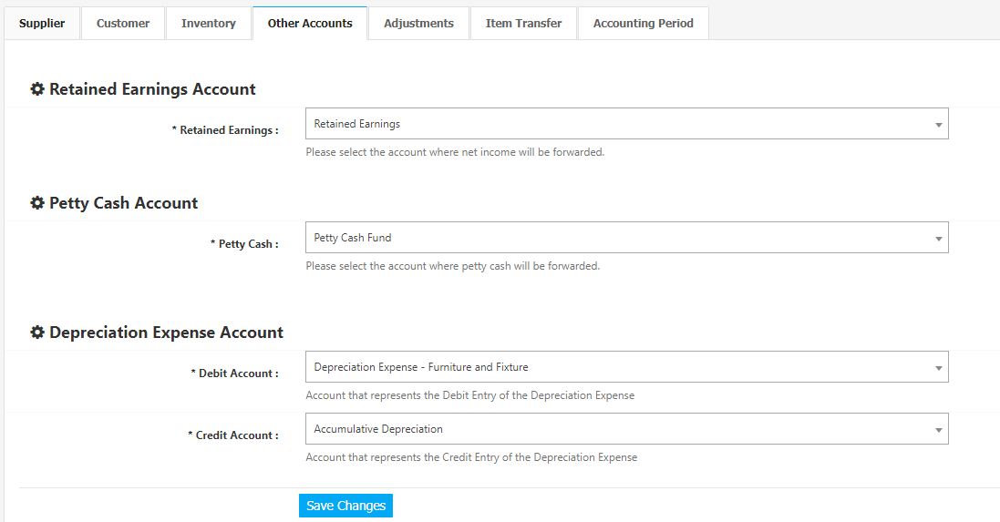 Supplier Customer Inventory Other Accounts Adjustments Item Transfer Accounting Period
Retained Earnings Account
* Retained Earnings : Retained Earnings
Please select the account where net income will be forwarded.
Petty Cash Account
* Petty Cash : Petty Cash Fund
Please select the account where petty cash will be forwarded.
Depreciation Expense Account
* Debit Account : Depreciation Expense - Furniture and Fixture
Account that represents the Debit Entry of the Depreciation Expense
* Credit Account : Accumulative Depreciation
Account that represents the Credit Entry of the Depreciation Expense
Save Changes